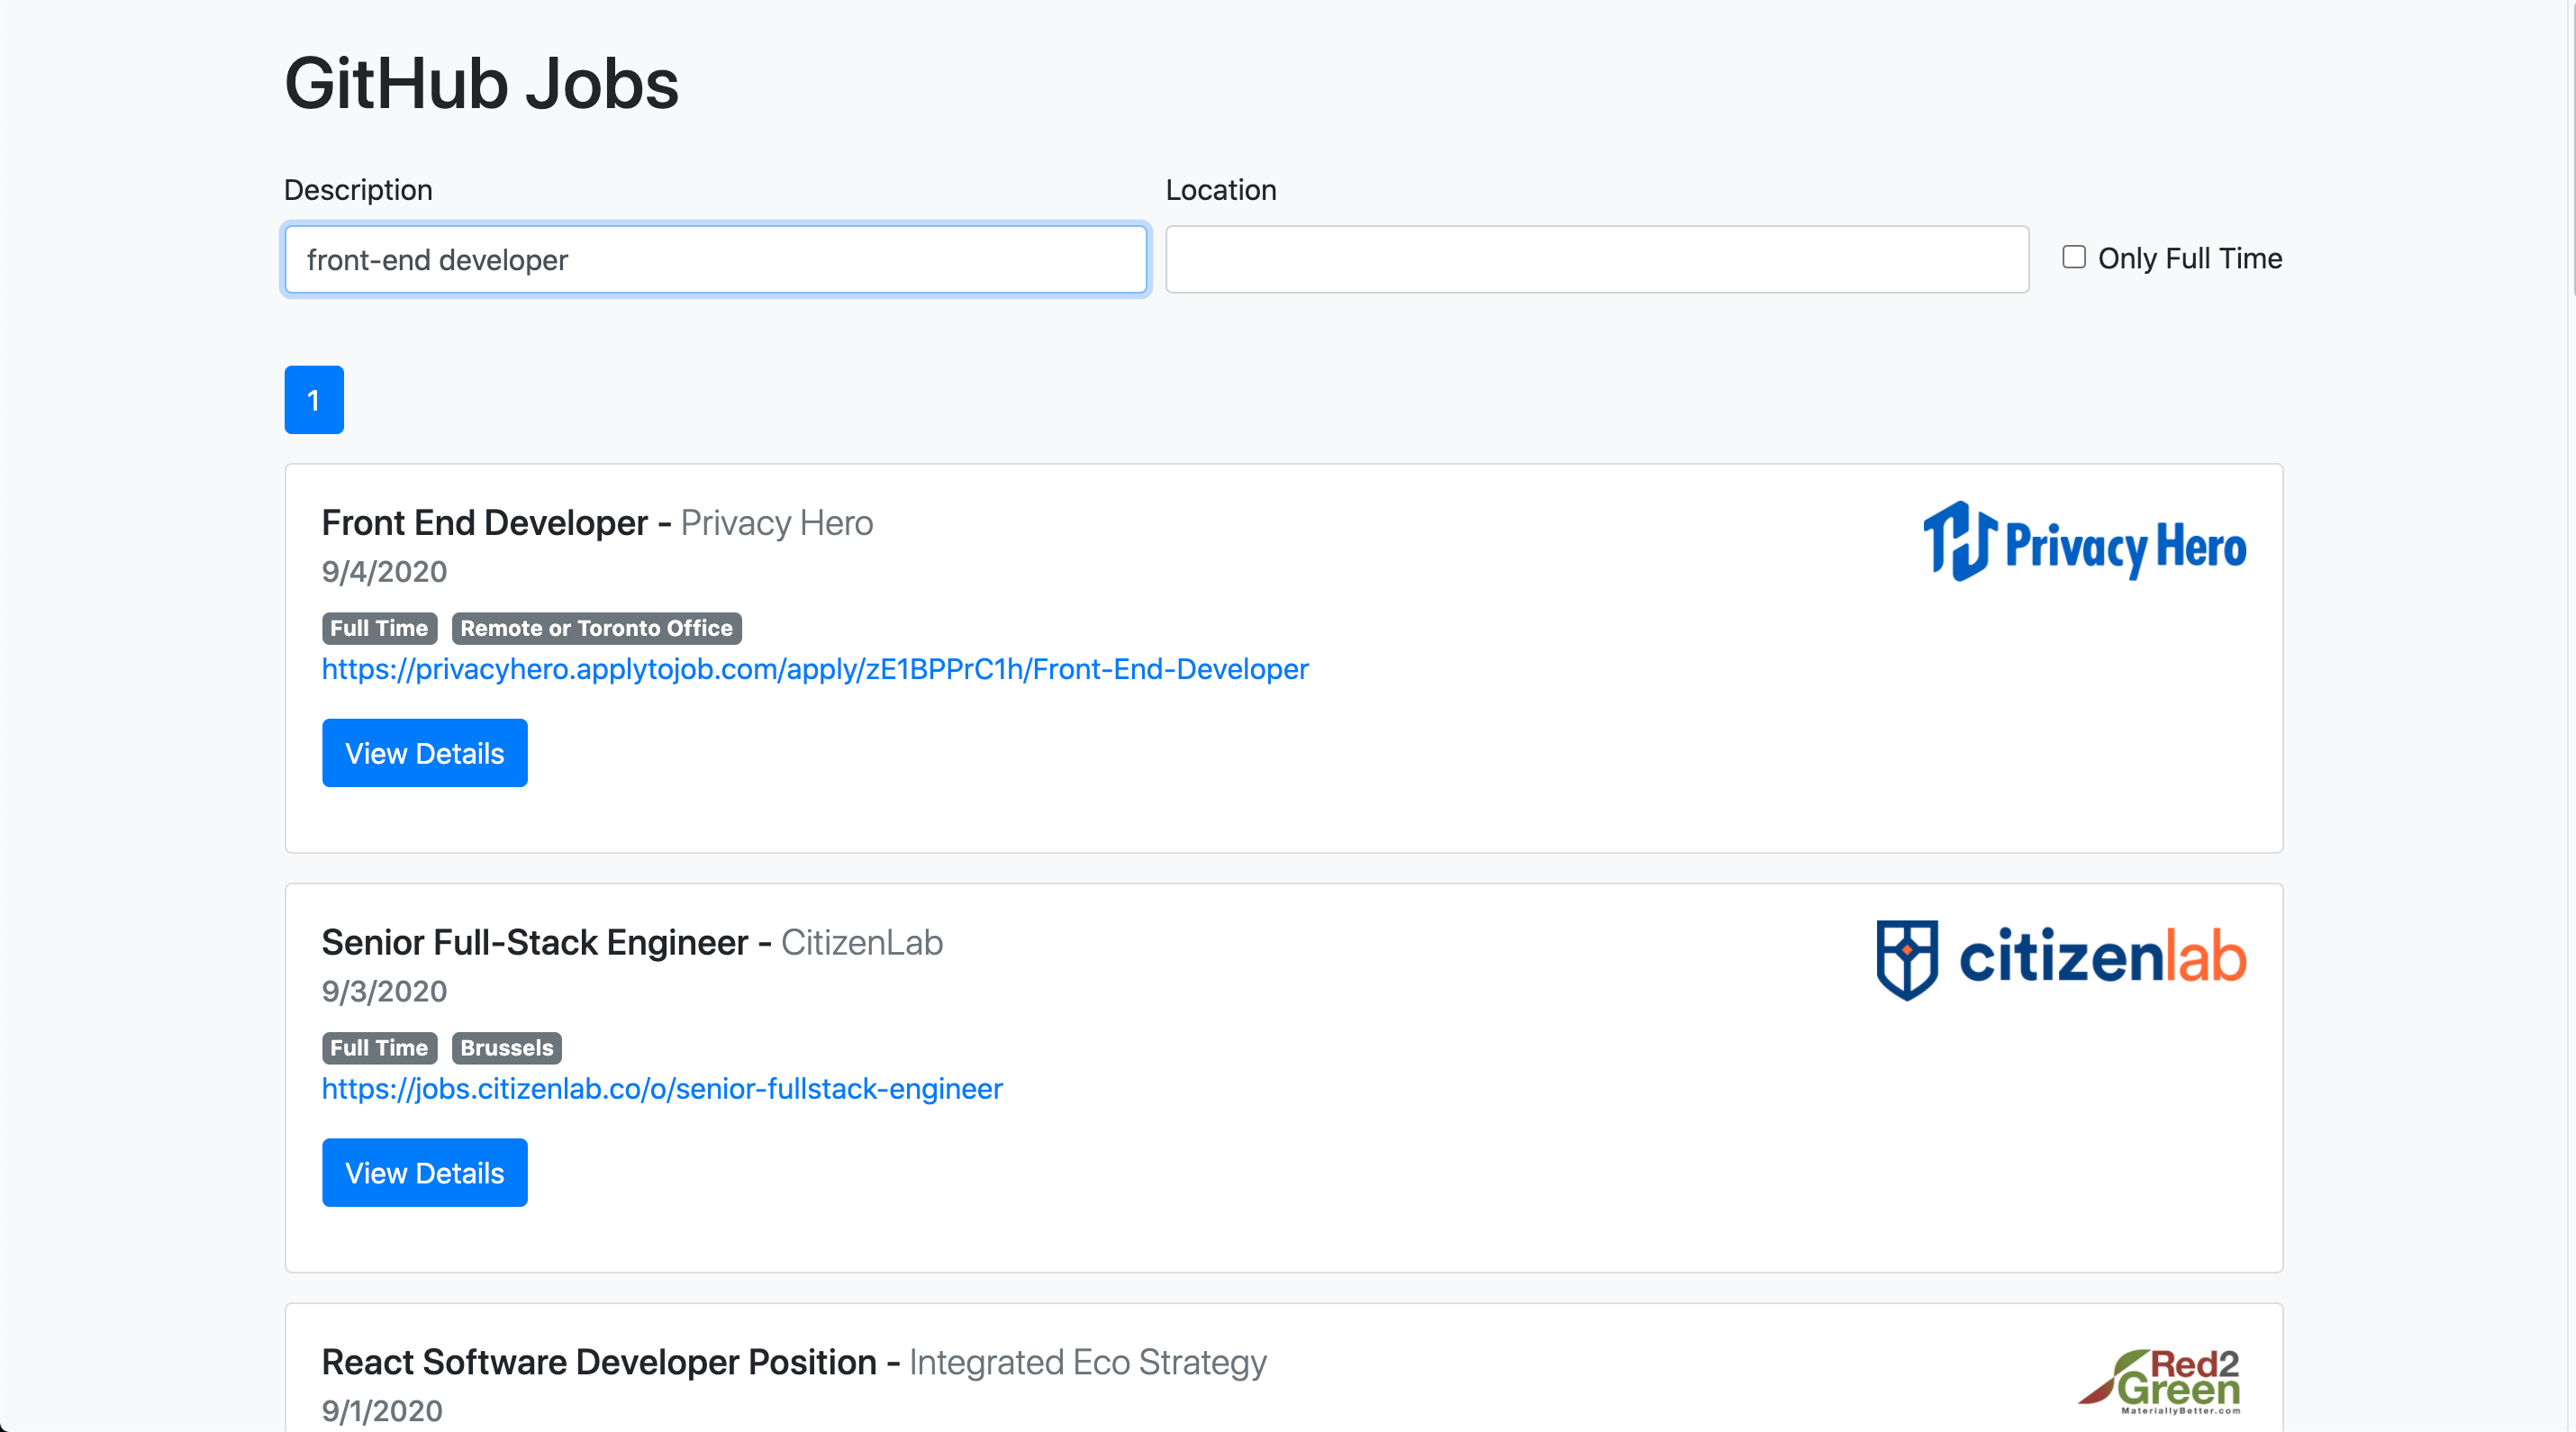 GitHub Jobs
Description
Location
front-end developer
Only Full Time
1
Front End Developer - Privacy Hero
Privacy Hero
9/4/2020
Full Time Remote or Toronto Office
https://privacyhero.applytojob.com/apply/zE1BPPrC1h/Front-End-Developer
View Details
Senior Full-Stack Engineer - CitizenLab
citizenlab
9/3/2020
Full Time Brussels
https://jobs.citizenlab.co/o/senior-fullstack-engineer
View Details
React Software Developer Position - Integrated Eco Strategy
Red2
Green
MateriallyBetter.com
9/1/2020